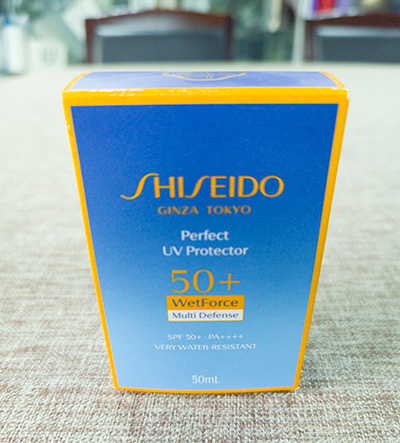 SHISEIDO
GINZA TOKYO
Perfect
UV Protector
50+
WetForce
Multi Defense
SPF 50+ · PA++++
VERY WATER-RESISTANT
50mL